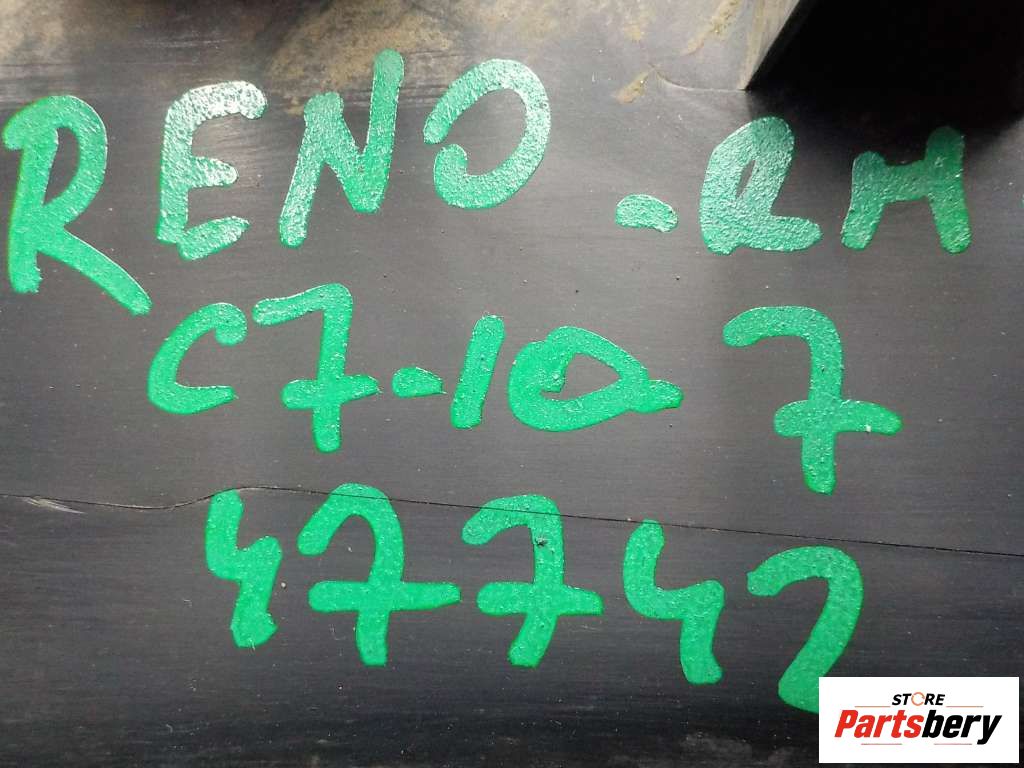 RENO-RH
C7-10 7
47742
STORE
Partsbery